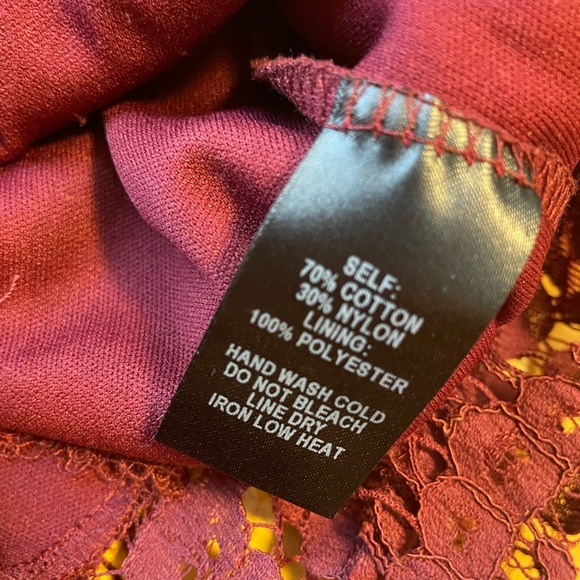 SELF:
70% COTTON
30% NYLON
LINING:
100% POLYESTER
HAND WASH COLD
DO NOT BLEACH
LINE DRY
IRON LOW HEAT